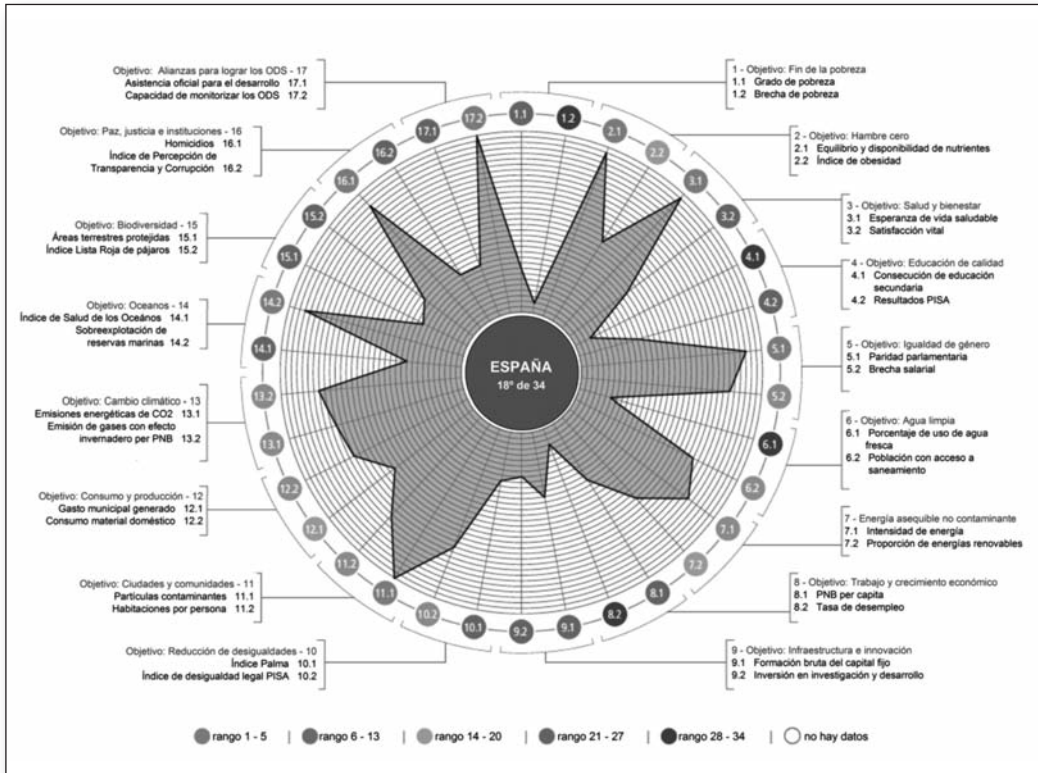 Objetivo: Alianzas para lograr los ODS - 17
Asistencia oficial para el desarrollo 17.1
Capacidad de monitorizar los ODS 17.2
Objetivo: Paz, justicia e instituciones - 16
Homicidios 16.1
Índice de Percepción de
Transparencia y Corrupción 16.2
Objetivo: Biodiversidad - 15
Áreas terrestres protejidas 15.1
Índice Lista Roja de pájaros 15.2
Objetivo: Oceanos - 14
Índice de Salud de los Oceános 14.1
Sobreexplotación de
reservas marinas 14.2
Objetivo: Cambio climático - 13
Emisiones energéticas de CO2 13.1
Emisión de gases con efecto
invernadero per PNB 13.2
Objetivo: Consumo y producción - 12
Gasto municipal generado 12.1
Consumo material doméstico 12.2
Objetivo: Ciudades y comunidades - 11
Partículas contaminantes 11.1
Habitaciones por persona 11.2
Objetivo: Reducción de desigualdades - 10
Índice Palma 10.1
Índice de desigualdad legal PISA 10.2
1 - Objetivo: Fin de la pobreza
1.1 Grado de pobreza
1.2 Brecha de pobreza
2 - Objetivo: Hambre cero
2.1 Equilibrio y disponibilidad de nutrientes
2.2 Índice de obesidad
3 - Objetivo: Salud y bienestar
3.1 Esperanza de vida saludable
3.2 Satisfacción vital
4 - Objetivo: Educación de calidad
4.1 Consecución de educación
secundaria
4.2 Resultados PISA
5 - Objetivo: Igualdad de género
5.1 Paridad parlamentaria
5.2 Brecha salarial
6 - Objetivo: Agua limpia
6.1 Porcentaje de uso de agua
fresca
6.2 Población con acceso a
saneamiento
7 - Energía asequible no contaminante
7.1 Intensidad de energía
7.2 Proporción de energías renovables
8 - Objetivo: Trabajo y crecimiento económico
8.1 PNB per capita
8.2 Tasa de desempleo
9 - Objetivo: Infraestructura e innovación
9.1 Formación bruta del capital fijo
9.2 Inversión en investigación y desarrollo
1.1
1.2
2.1
2.2
3.1
3.2
4.1
4.2
5.1
5.2
6.1
6.2
7.1
7.2
8.1
8.2
9.1
9.2
10.1
10.2
11.1
11.2
12.1
12.2
13.1
13.2
14.1
14.2
15.1
15.2
16.1
16.2
17.1
17.2
ESPAÑA
18º de 34
rango 1 - 5 | rango 6 - 13 | rango 14 - 20 | rango 21 - 27 | rango 28 - 34 | no hay datos